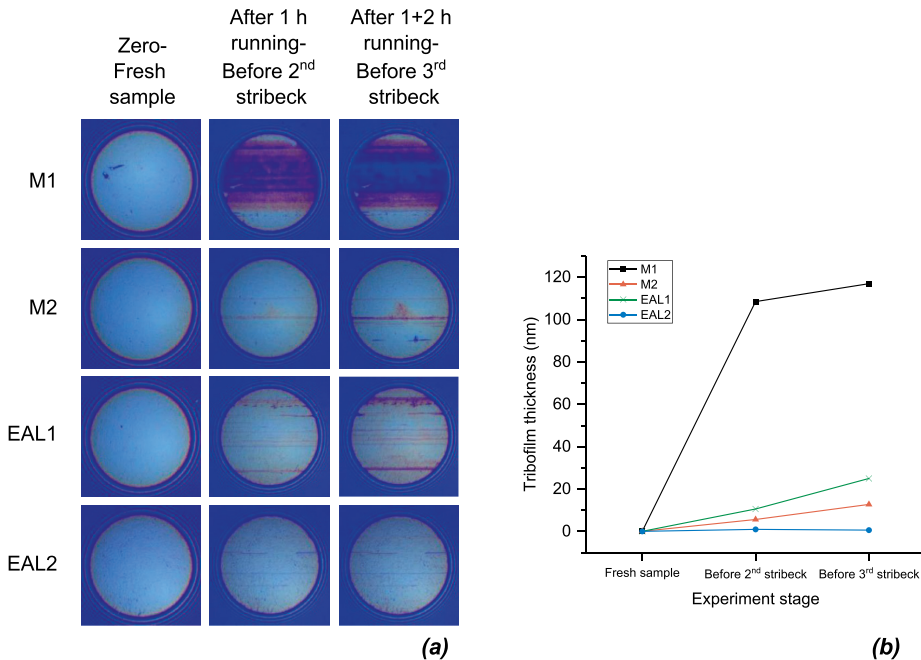 Zero-
Fresh
sample
After 1 h
running-
Before 2nd
stribeck
After 1+2 h
running-
Before 3rd
stribeck
M1
M2
EAL1
EAL2
(a)
Tribofilm thickness (nm)
120
100
80
60
40
20
0
M1
M2
EAL1
EAL2
Fresh sample
Before 2nd stribeck
Before 3rd stribeck
Experiment stage
(b)